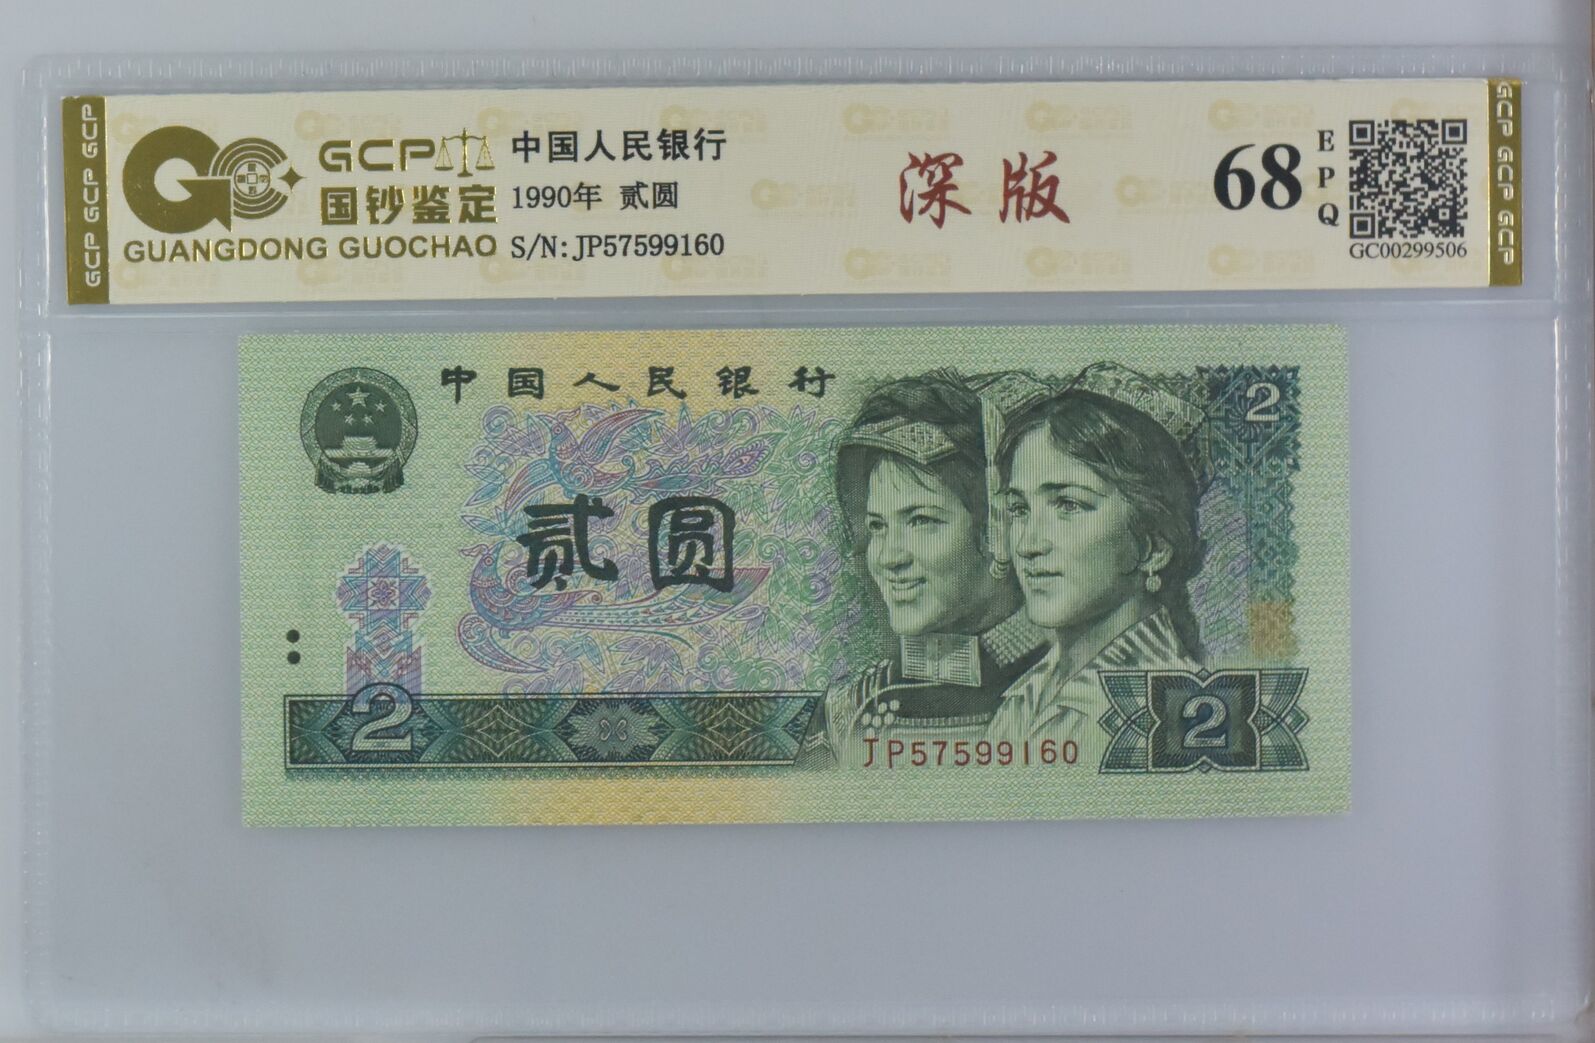 GCP GCP GCP
GCP
国钞鉴定
GUANGDONG GUOCHAO
中国人民银行
1990年 贰圆
S/N:JP57599160
深版
68
EPQ
GC00299506
GCP GCP GCP
中国人民银行
2
贰圆
2
JP57599160
2